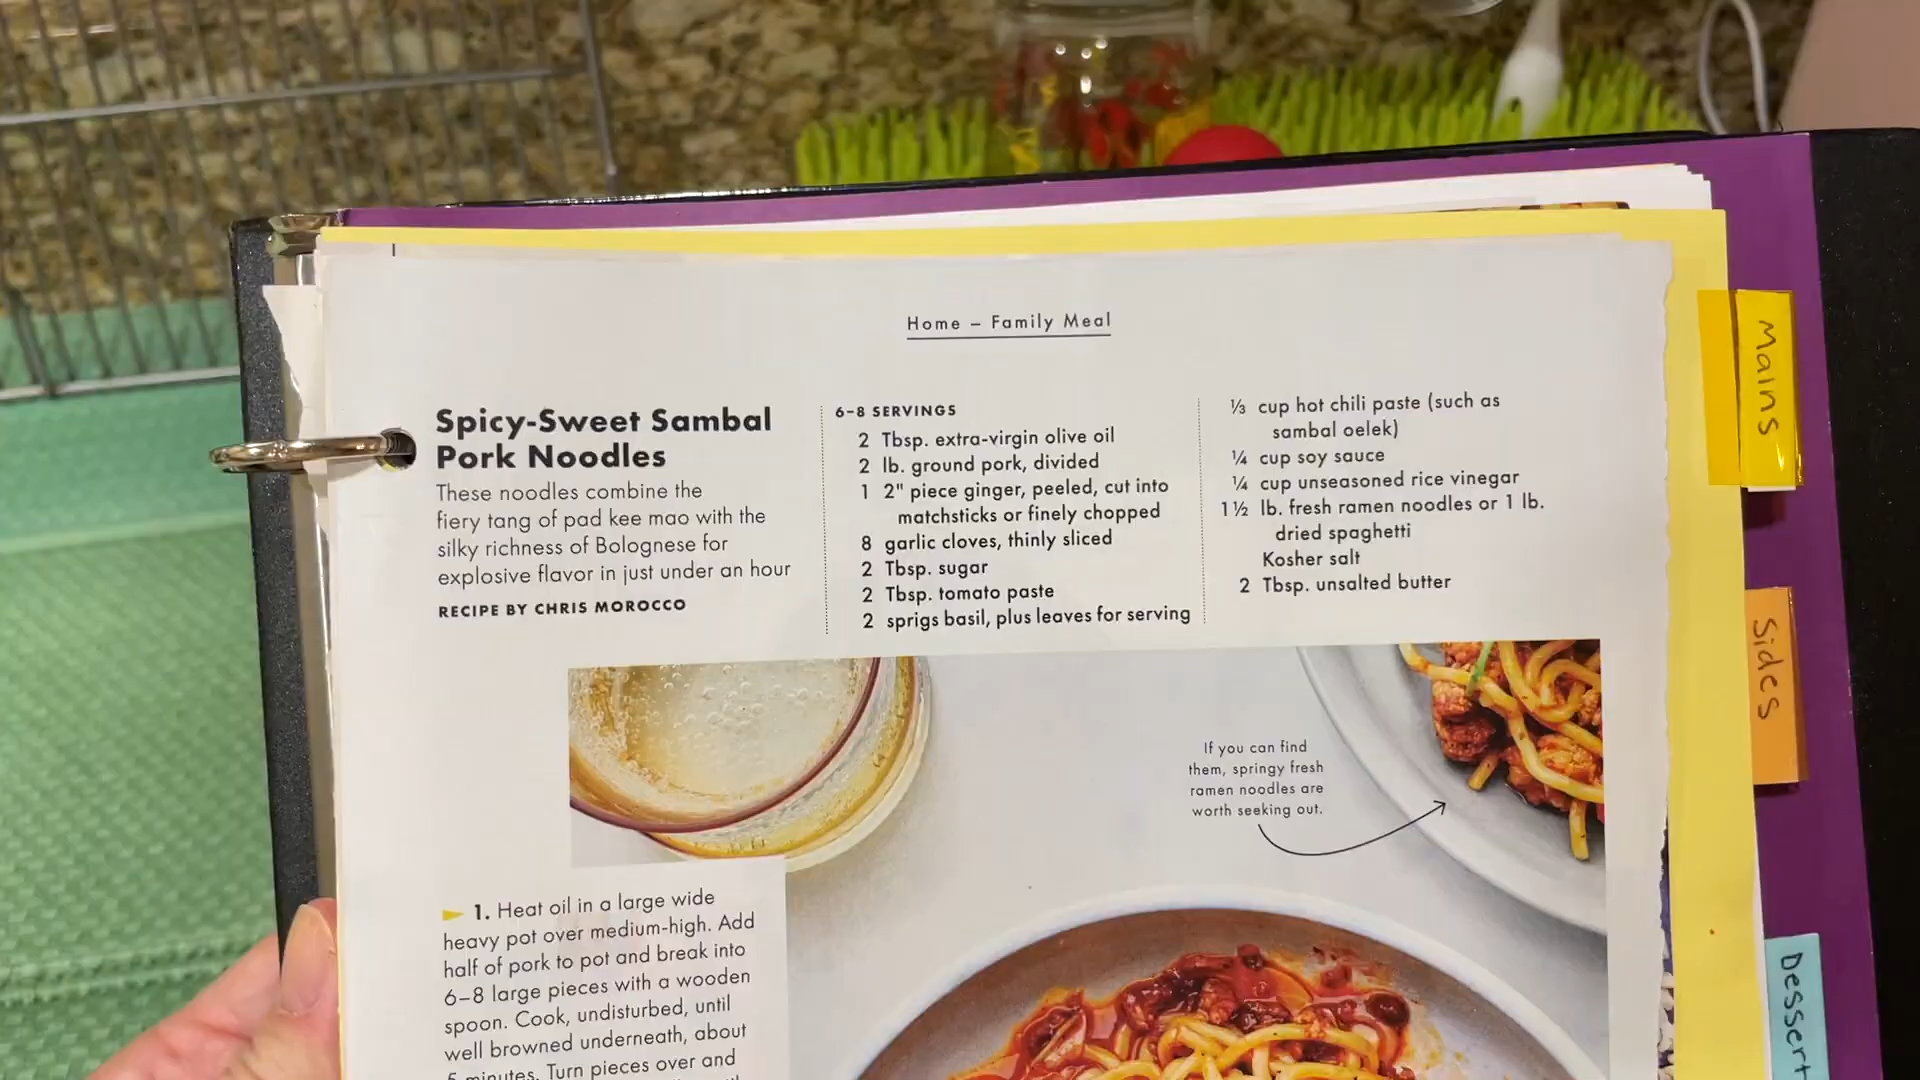 Home – Family Meal
Spicy-Sweet Sambal
Pork Noodles
These noodles combine the
fiery tang of pad kee mao with the
silky richness of Bolognese for
explosive flavor in just under an hour
RECIPE BY CHRIS MOROCCO
6–8 SERVINGS
2 Tbsp. extra-virgin olive oil
2 lb. ground pork, divided
1 2" piece ginger, peeled, cut into
matchsticks or finely chopped
8 garlic cloves, thinly sliced
2 Tbsp. sugar
2 Tbsp. tomato paste
2 sprigs basil, plus leaves for serving
⅓ cup hot chili paste (such as
sambal oelek)
¼ cup soy sauce
¼ cup unseasoned rice vinegar
1½ lb. fresh ramen noodles or 1 lb.
dried spaghetti
Kosher salt
2 Tbsp. unsalted butter
If you can find
them, springy fresh
ramen noodles are
worth seeking out.
1. Heat oil in a large wide
heavy pot over medium-high. Add
half of pork to pot and break into
6–8 large pieces with a wooden
spoon. Cook, undisturbed, until
well browned underneath, about
5 minutes. Turn pieces over and
Mains
Sides
Dessert